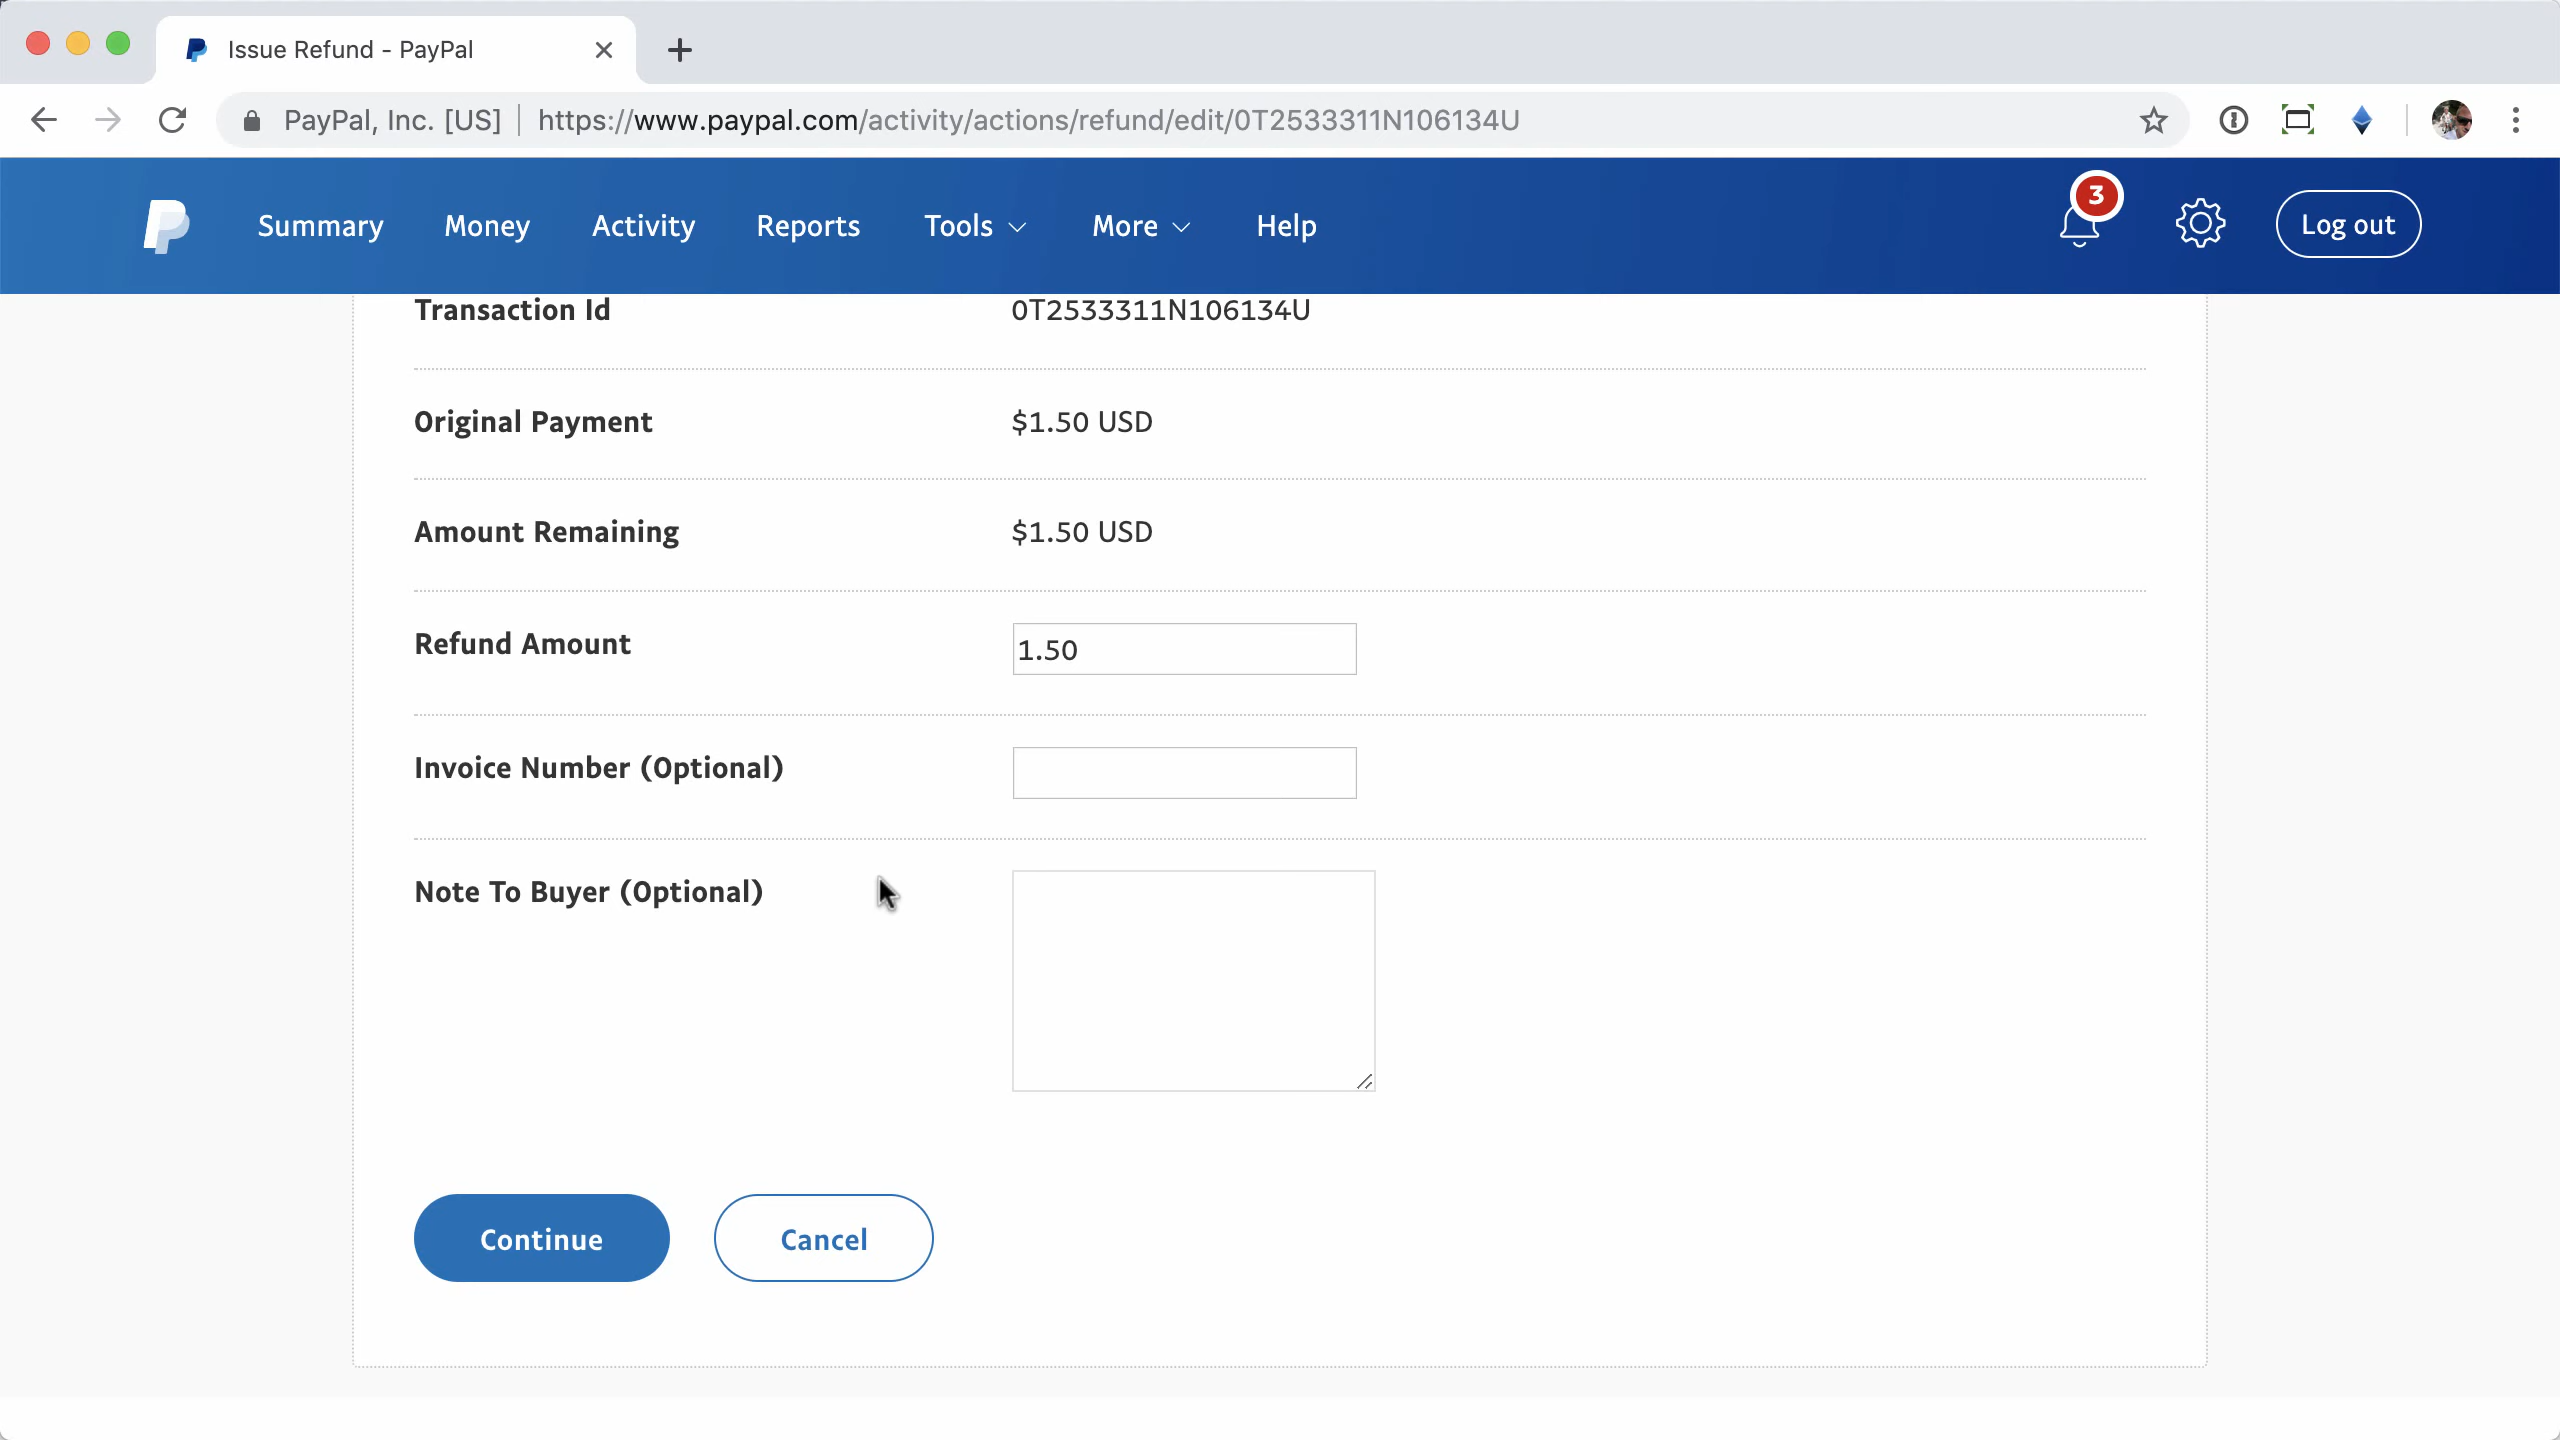 Issue Refund - PayPal
PayPal, Inc. [US] https://www.paypal.com/activity/actions/refund/edit/0T2533311N106134U
Summary Money Activity Reports Tools More Help 3 Log out
Transaction Id 0T2533311N106134U
Original Payment $1.50 USD
Amount Remaining $1.50 USD
Refund Amount 1.50
Invoice Number (Optional)
Note To Buyer (Optional)
Continue Cancel